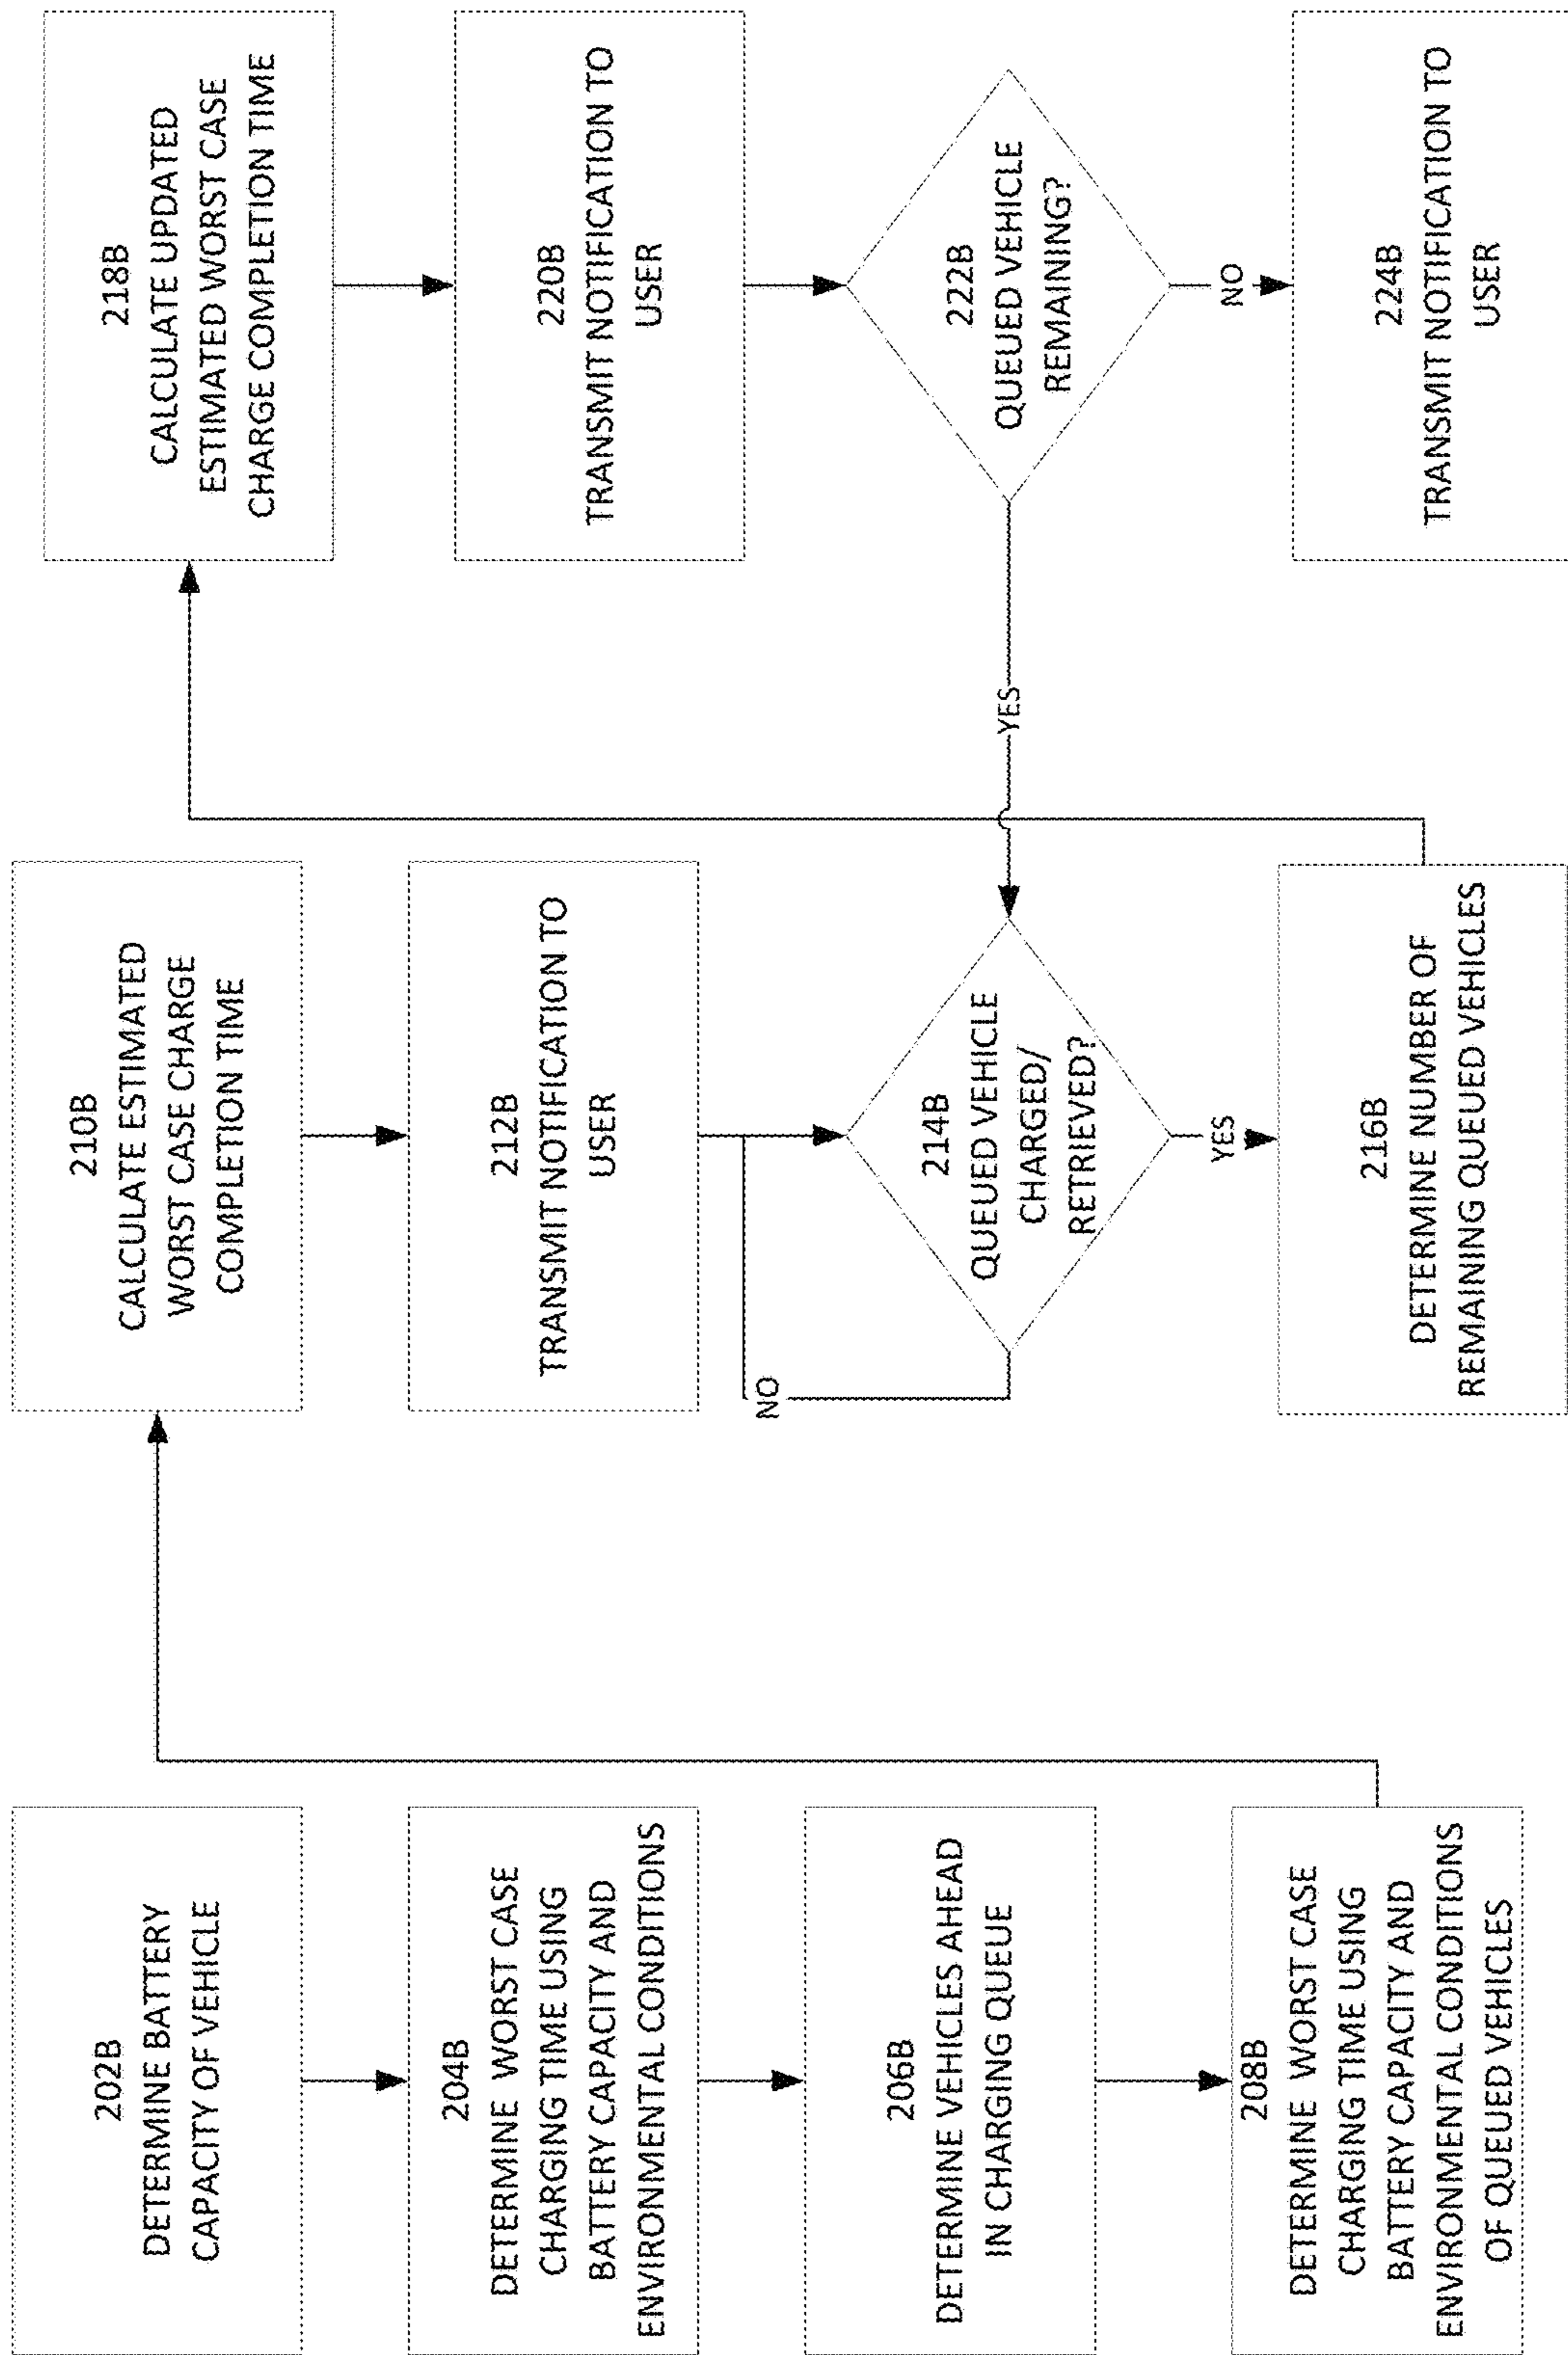 202B
DETERMINE BATTERY
CAPACITY OF VEHICLE
204B
DETERMINE WORST CASE
CHARGING TIME USING
BATTERY CAPACITY AND
ENVIRONMENTAL CONDITIONS
206B
DETERMINE VEHICLES AHEAD
IN CHARGING QUEUE
208B
DETERMINE WORST CASE
CHARGING TIME USING
BATTERY CAPACITY AND
ENVIRONMENTAL CONDITIONS
OF QUEUED VEHICLES
210B
CALCULATE ESTIMATED
WORST CASE CHARGE
COMPLETION TIME
212B
TRANSMIT NOTIFICATION TO
USER
NO
214B
QUEUED VEHICLE
CHARGED/
RETRIEVED?
YES
216B
DETERMINE NUMBER OF
REMAINING QUEUED VEHICLES
218B
CALCULATE UPDATED
ESTIMATED WORST CASE
CHARGE COMPLETION TIME
220B
TRANSMIT NOTIFICATION TO
USER
YES
222B
QUEUED VEHICLE
REMAINING?
NO
224B
TRANSMIT NOTIFICATION TO
USER